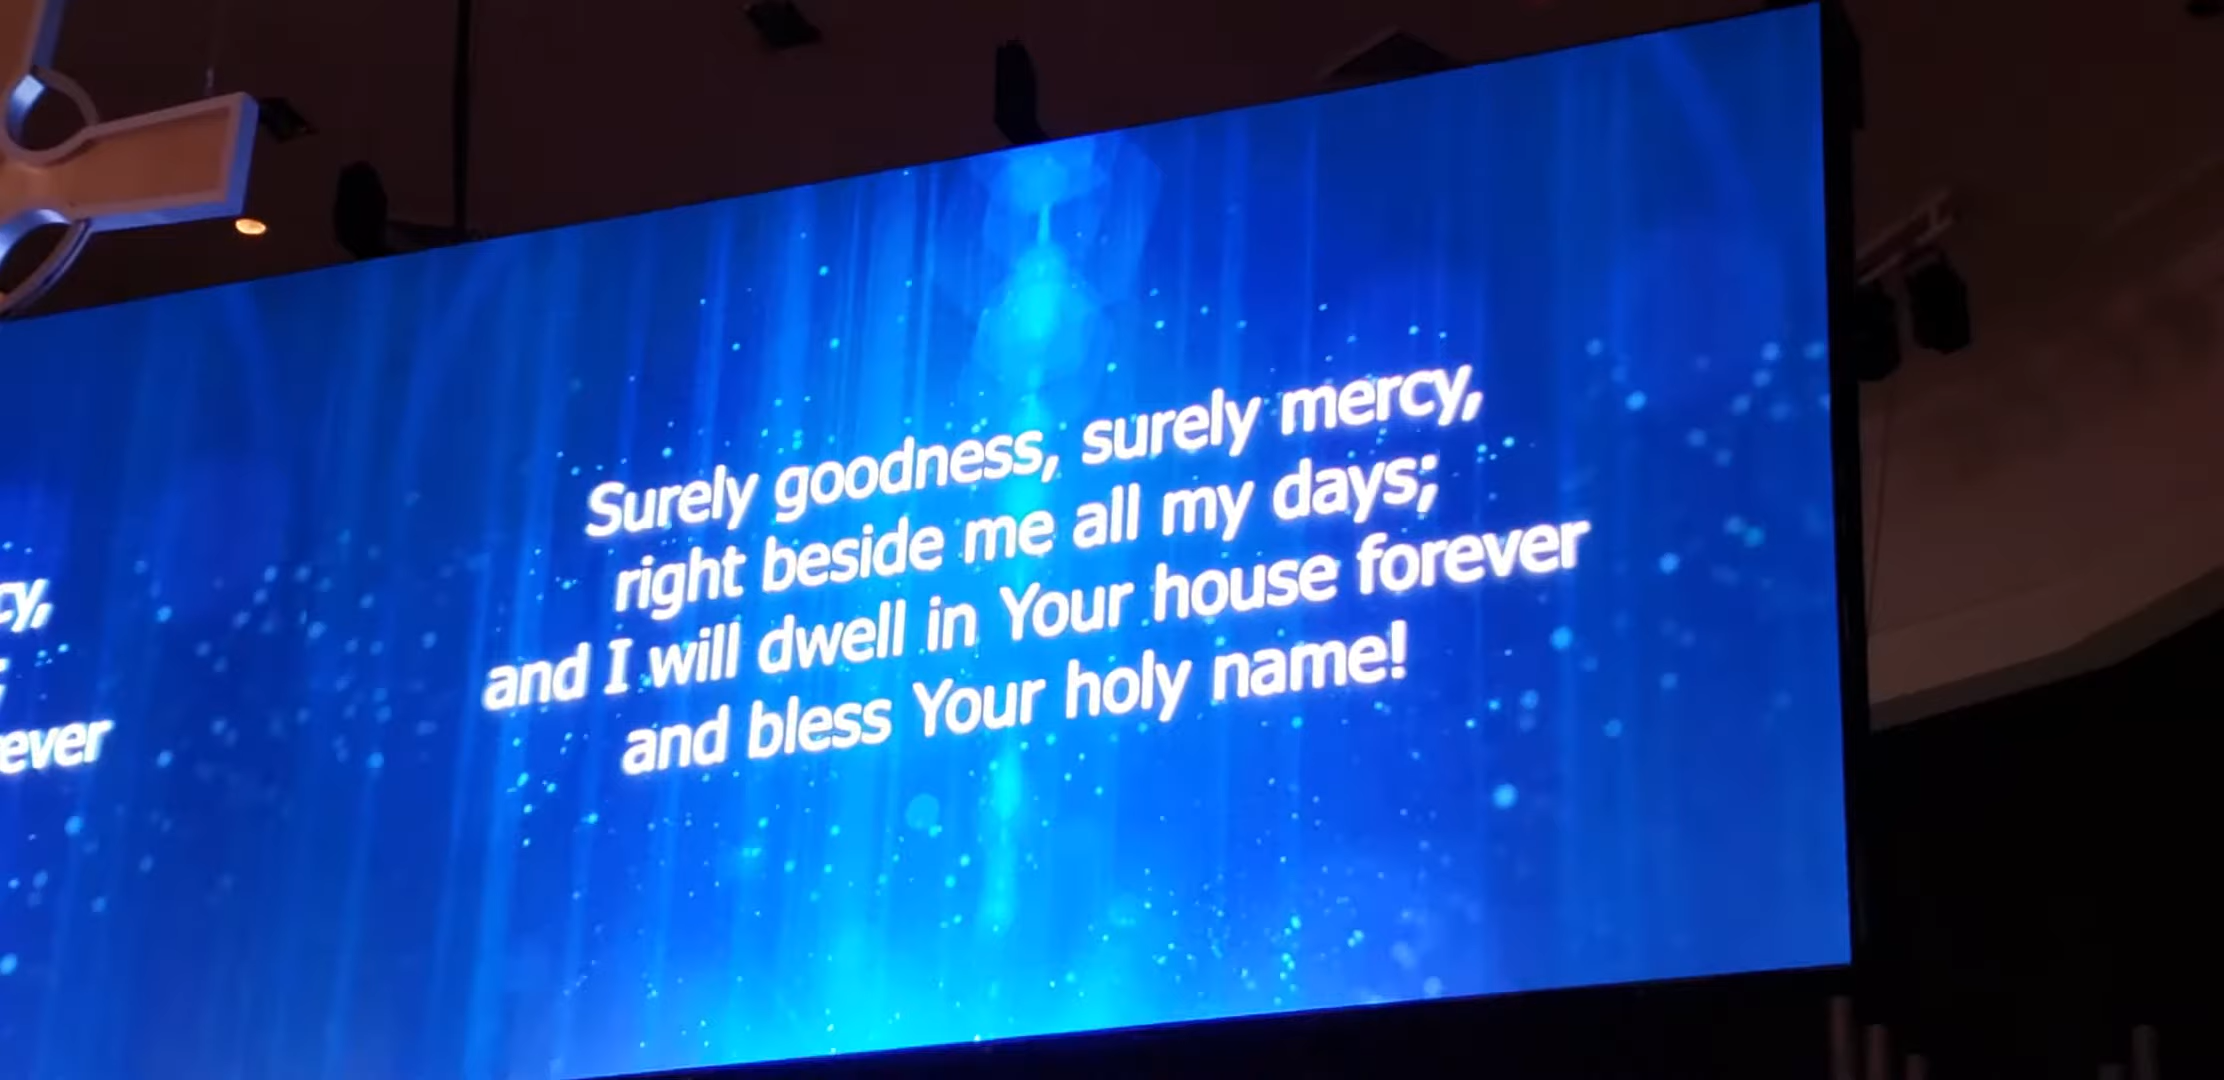 Surely goodness, surely mercy,
right beside me all my days;
and I will dwell in Your house forever
and bless Your holy name!